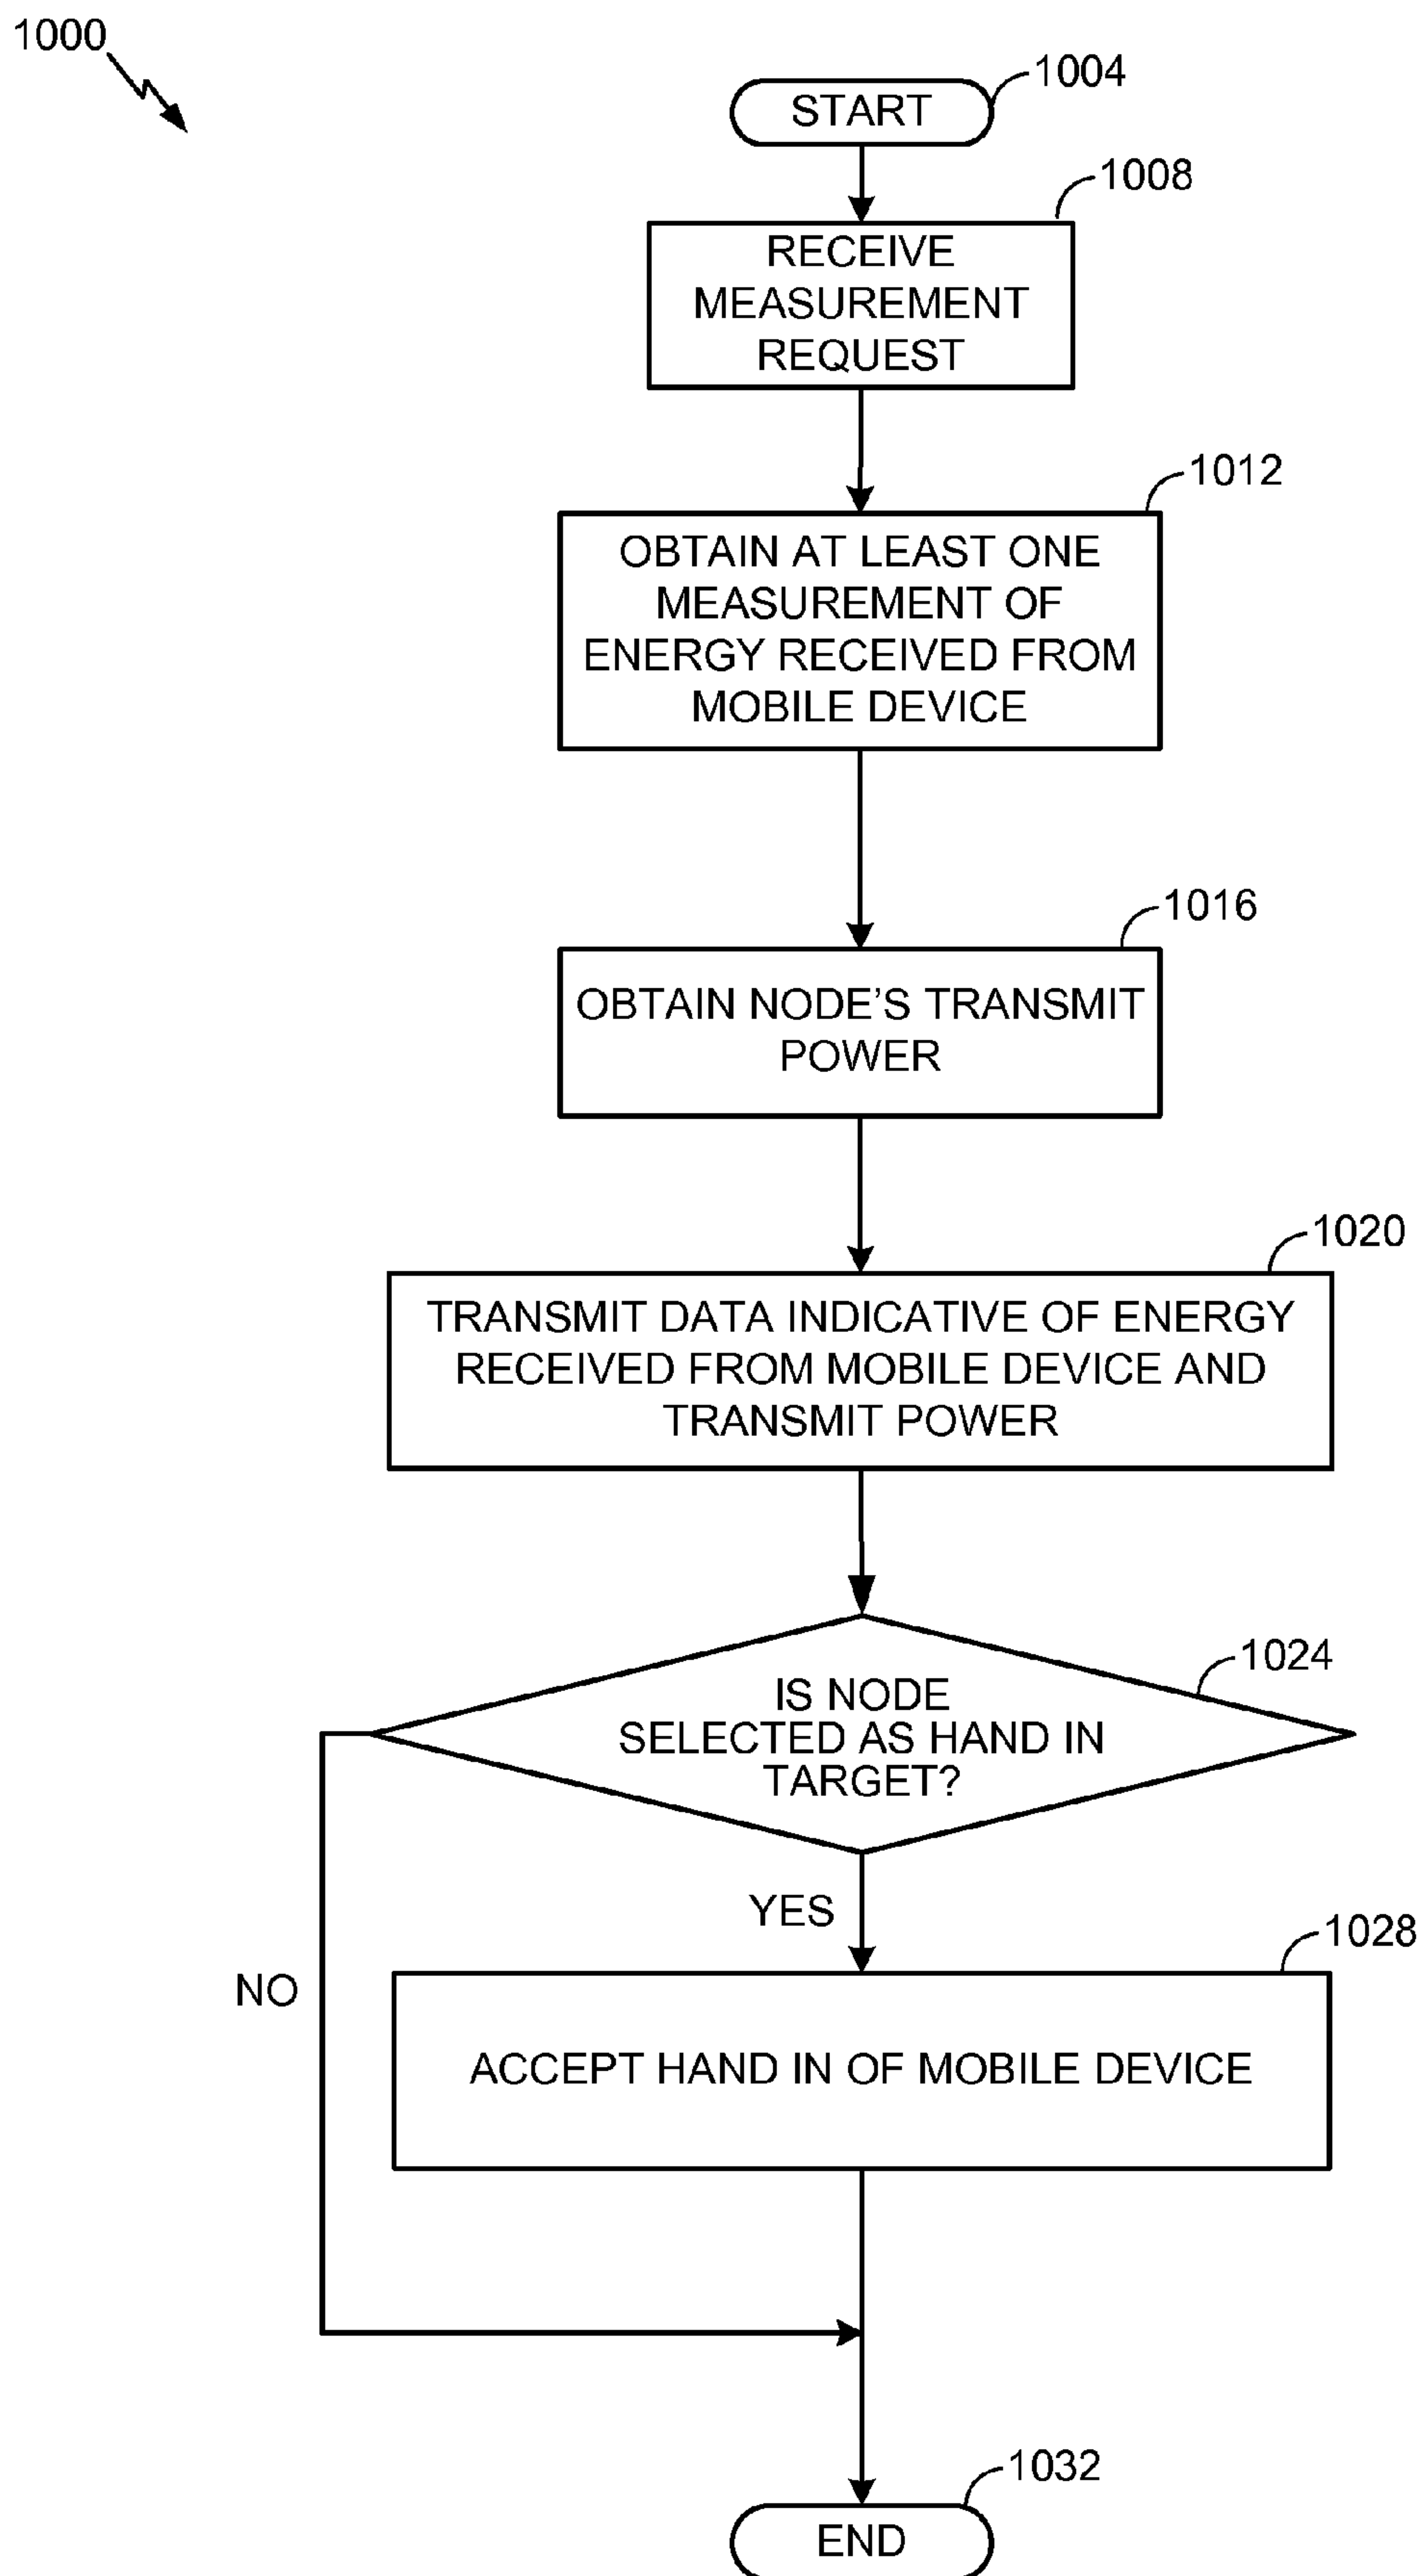 1000
START
1004
RECEIVE
MEASUREMENT
REQUEST
1008
OBTAIN AT LEAST ONE
MEASUREMENT OF
ENERGY RECEIVED FROM
MOBILE DEVICE
1012
OBTAIN NODE'S TRANSMIT
POWER
1016
TRANSMIT DATA INDICATIVE OF ENERGY
RECEIVED FROM MOBILE DEVICE AND
TRANSMIT POWER
1020
IS NODE
SELECTED AS HAND IN
TARGET?
1024
YES
NO
ACCEPT HAND IN OF MOBILE DEVICE
1028
END
1032